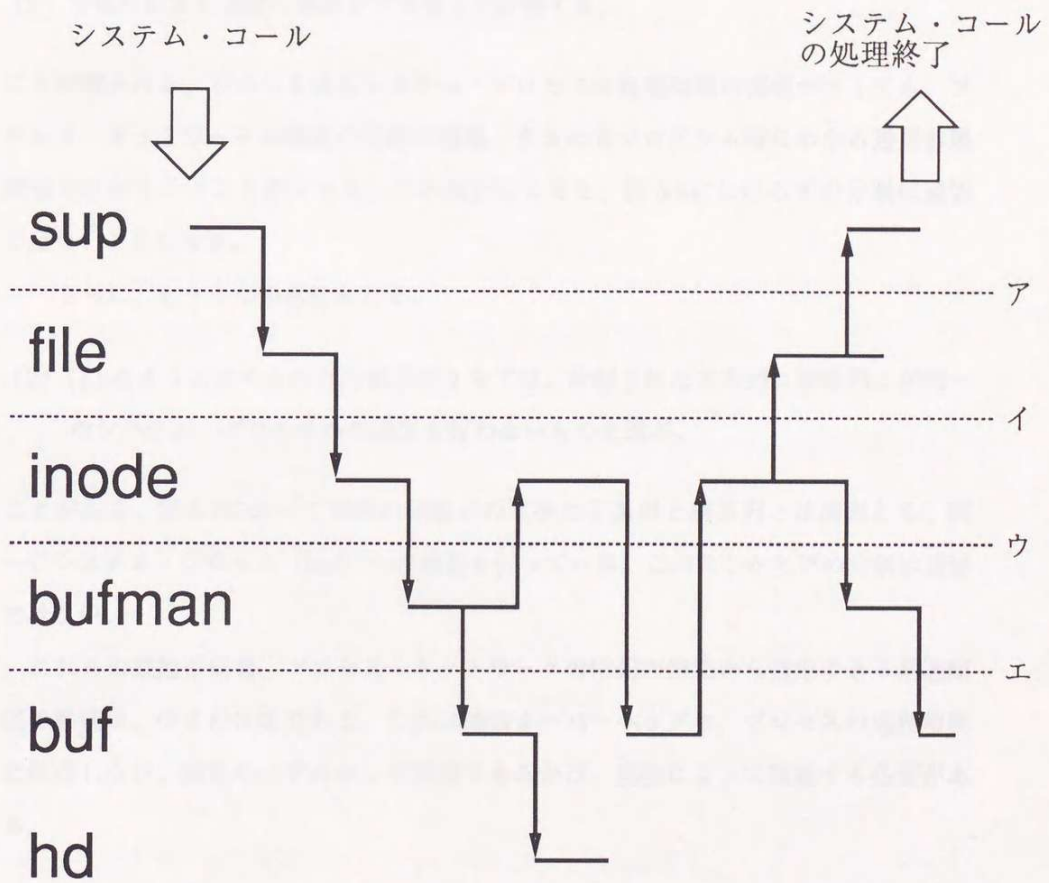 システム・コール
システム・コール
の処理終了
sup
ア
file
イ
inode
ウ
bufman
エ
buf
hd